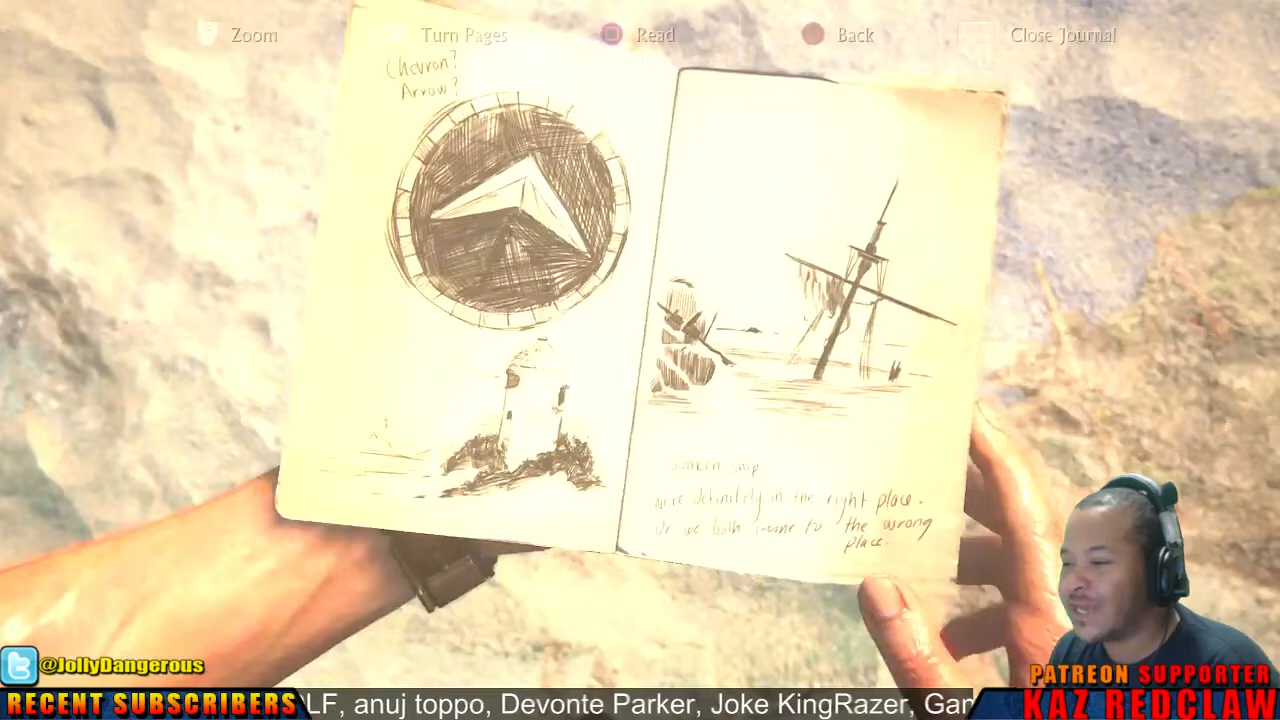 Zoom
Turn Pages
Read
Back
Close Journal
Chevron?
Arrow?
sunken ship
we're definitely in the right place.
or we both came to the wrong
place.
@JollyDangerous
RECENT SUBSCRIBERS
LF, anuj toppo, Devonte Parker, Joke KingRazer, Gan
PATREON SUPPORTER
KAZ REDCLAW